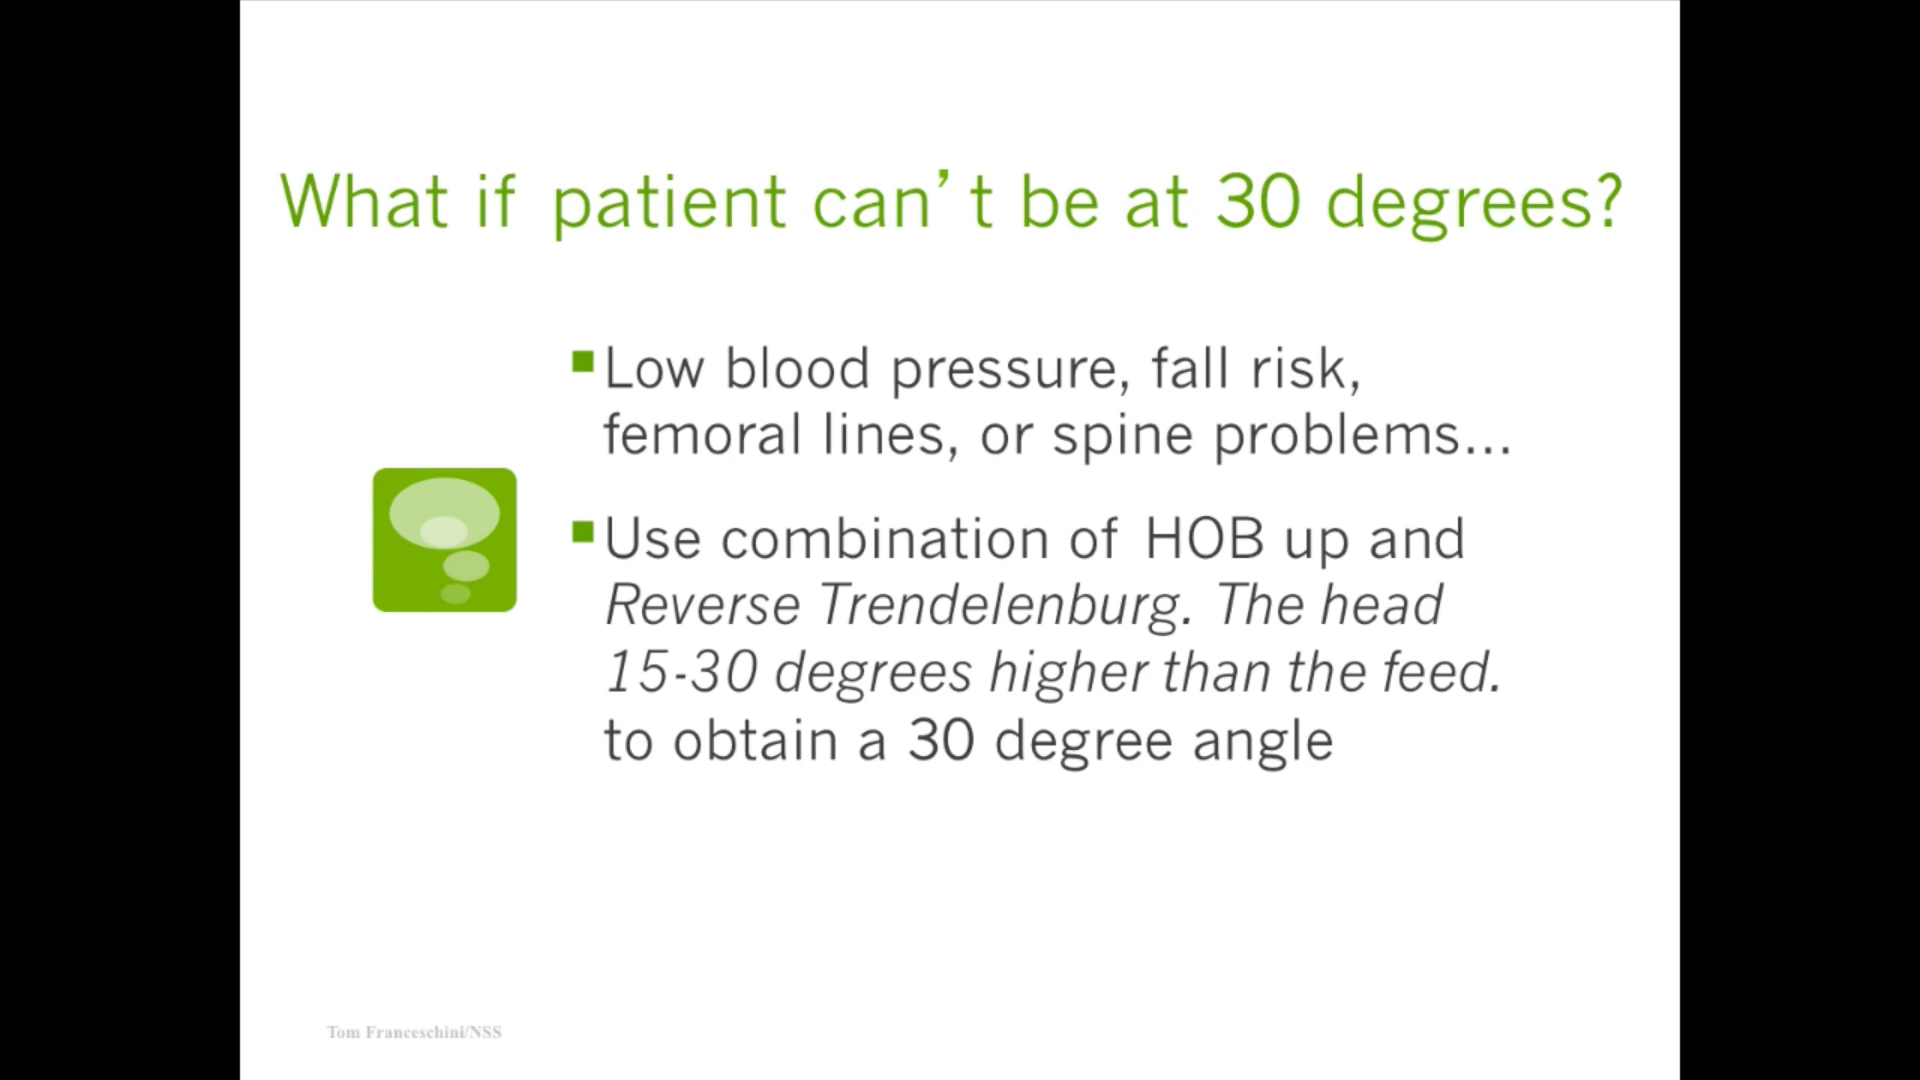 What if patient can’t be at 30 degrees?
Low blood pressure, fall risk,
femoral lines, or spine problems...
Use combination of HOB up and
Reverse Trendelenburg. The head
15-30 degrees higher than the feed.
to obtain a 30 degree angle
Tom Franceschini/NSS